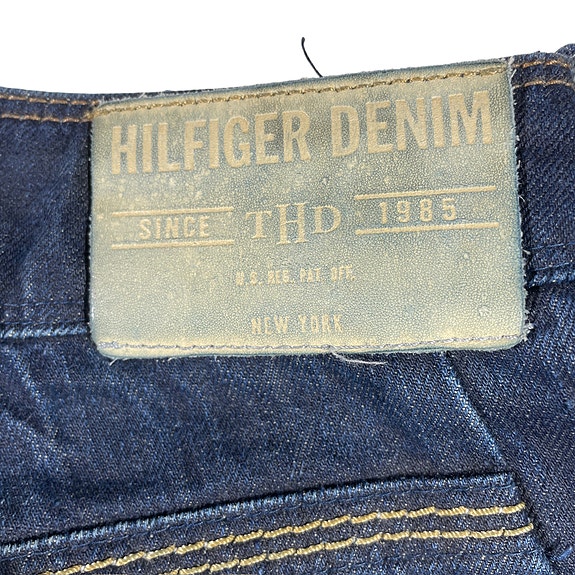 HILFIGER DENIM
SINCE THD 1985
U.S. REG. PAT. OFF.
NEW YORK